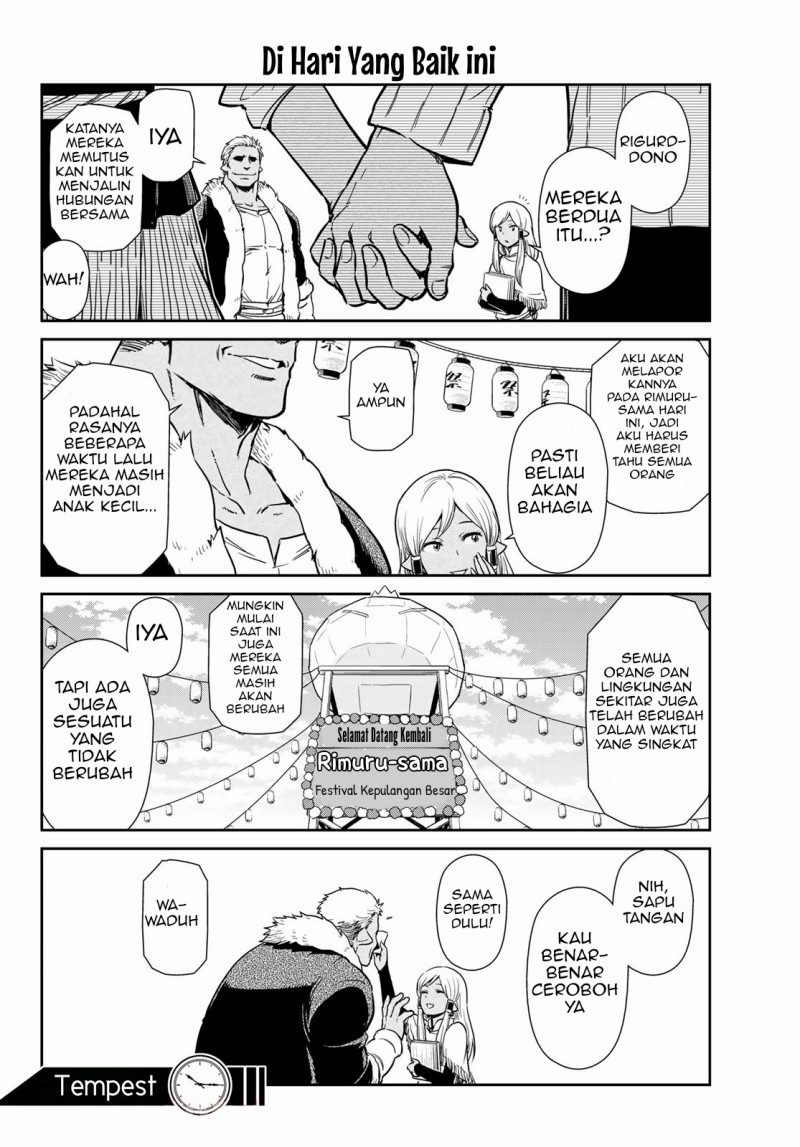 Di Hari Yang Baik ini
RIGURD-
DONO
MEREKA
BERDUA
ITU...?
IYA
KATANYA
MEREKA
MEMUTUS
KAN UNTUK
MENJALIN
HUBUNGAN
BERSAMA
WAH!
AKU AKAN
MELAPOR
KANNYA
PADA RIMURU-
SAMA HARI
INI, JADI
AKU HARUS
MEMBERI
TAHU SEMUA
ORANG
PASTI
BELIAU
AKAN
BAHAGIA
YA
AMPUN
PADAHAL
RASANYA
BEBERAPA
WAKTU LALU
MEREKA MASIH
MENJADI
ANAK KECIL...
祭
祭
祭
SEMUA
ORANG DAN
LINGKUNGAN
SEKITAR JUGA
TELAH BERUBAH
DALAM WAKTU
YANG SINGKAT
MUNGKIN
MULAI
SAAT INI
JUGA
MEREKA
SEMUA
MASIH
AKAN
BERUBAH
IYA
TAPI ADA
JUGA
SESUATU
YANG
TIDAK
BERUBAH
Selamat Datang Kembali
Rimuru-sama
Festival Kepulangan Besar
NIH,
SAPU
TANGAN
KAU
BENAR-
BENAR
CEROBOH
YA
SAMA
SEPERTI
DULU!
WA-
WADUH
Tempest